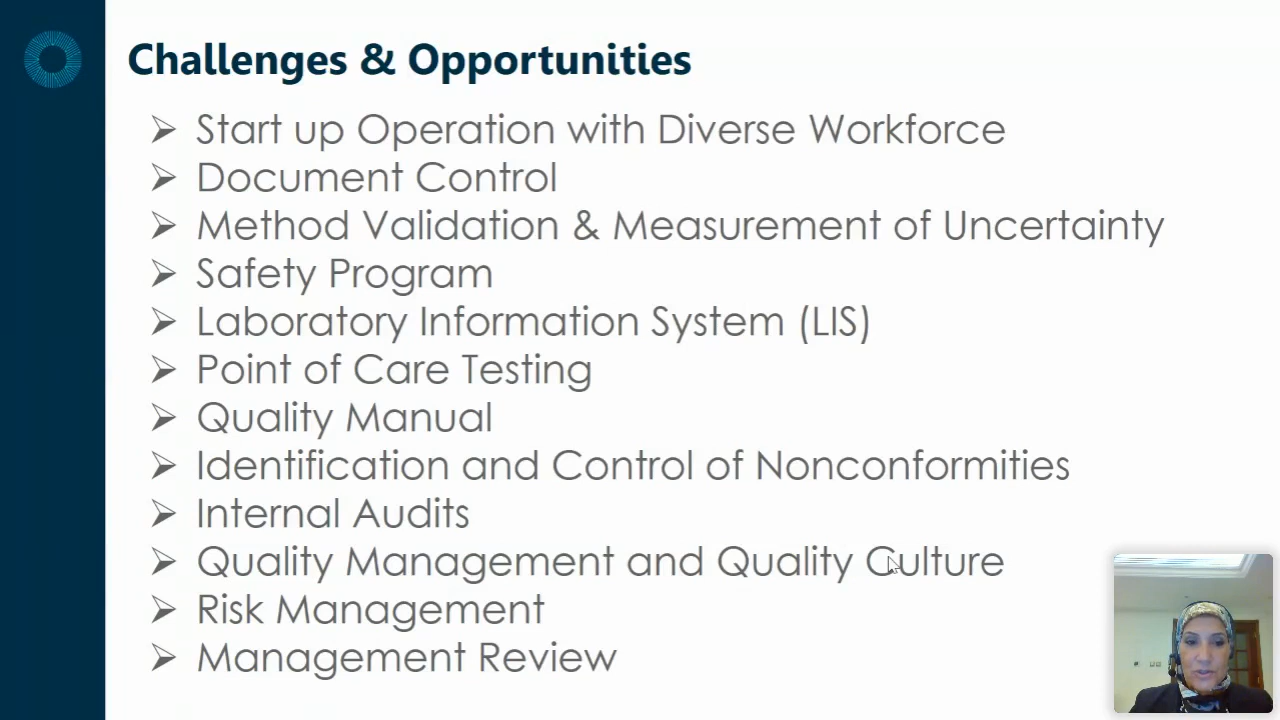 Challenges & Opportunities
Start up Operation with Diverse Workforce
Document Control
Method Validation & Measurement of Uncertainty
Safety Program
Laboratory Information System (LIS)
Point of Care Testing
Quality Manual
Identification and Control of Nonconformities
Internal Audits
Quality Management and Quality Culture
Risk Management
Management Review